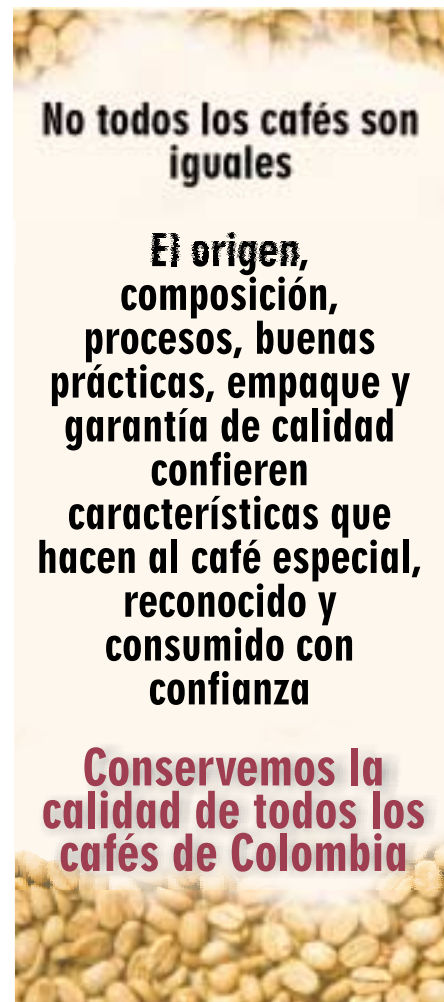 No todos los cafés son
iguales
El origen,
composición,
procesos, buenas
prácticas, empaque y
garantía de calidad
confieren
características que
hacen al café especial,
reconocido y
consumido con
confianza
Conservemos la
calidad de todos los
cafés de Colombia